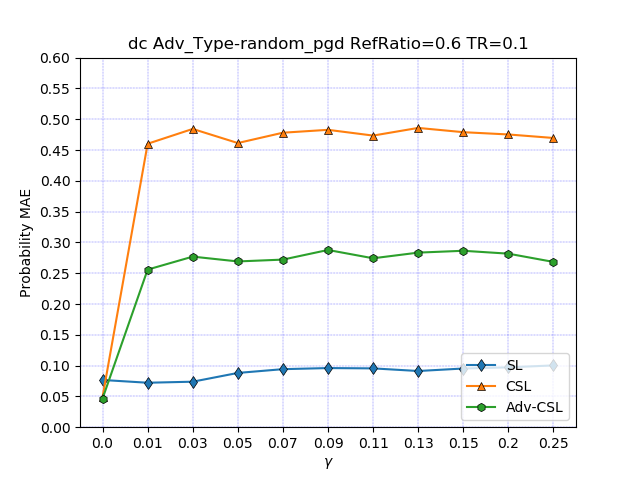 dc Adv_Type-random_pgd RefRatio=0.6 TR=0.1
Probability MAE
0.60
0.55
0.50
0.45
0.40
0.35
0.30
0.25
0.20
0.15
0.10
0.05
0.00
SL
CSL
Adv-CSL
0.0 0.01 0.03 0.05 0.07 0.09 0.11 0.13 0.15 0.2 0.25
γ